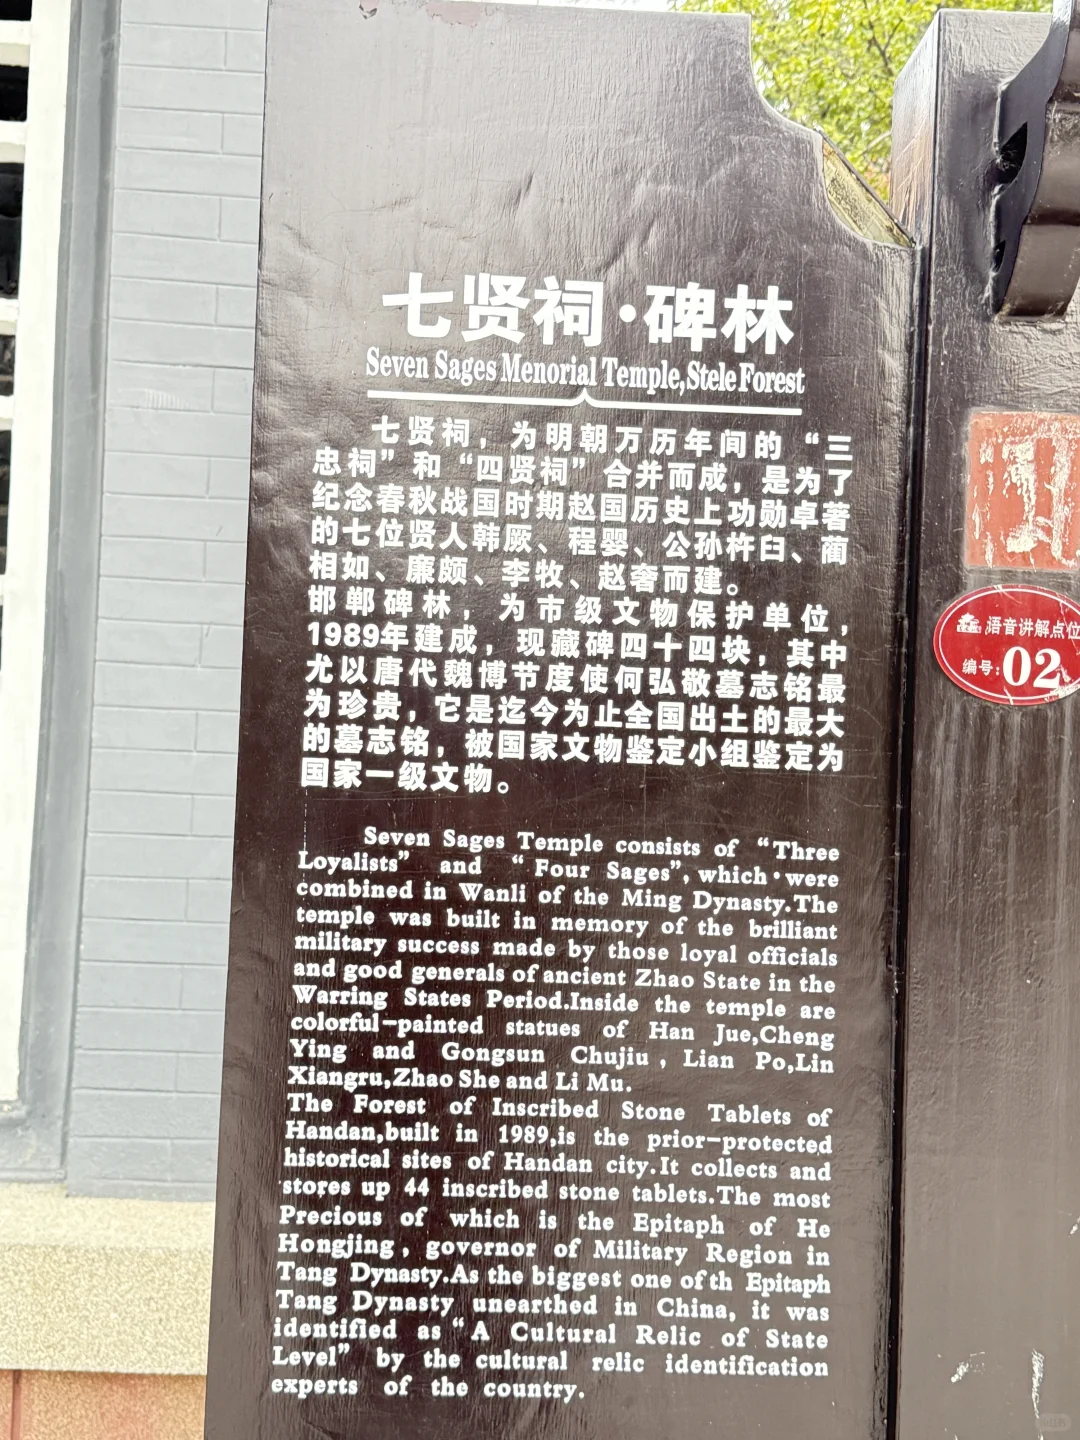 七贤祠·碑林
Seven Sages Menorial Temple,Stele Forest
七贤祠，为明朝万历年间的“三
忠祠”和“四贤祠”合并而成，是为了
纪念春秋战国时期赵国历史上功勋卓著
的七位贤人韩厥、程婴、公孙杵臼、蔺
相如、廉颇、李牧、赵奢而建。
邯郸碑林，为市级文物保护单位，
1989年建成，现藏碑四十四块，其中
尤以唐代魏博节度使何弘敬墓志铭最
为珍贵，它是迄今为止全国出土的最大
的墓志铭，被国家文物鉴定小组鉴定为
国家一级文物。
Seven Sages Temple consists of “Three
Loyalists” and “Four Sages”,which·were
combined in Wanli of the Ming Dynasty.The
temple was built in memory of the brilliant
military success made by those loyal officials
and good generals of ancient Zhao State in the
Warring States Period.Inside the temple are
colorful-painted statues of Han Jue,Cheng
Ying and Gongsun Chujiu, Lian Po,Lin
Xiangru,Zhao She and Li Mu.
The Forest of Inscribed Stone Tablets of
Handan,built in 1989,is the prior-protected
historical sites of Handan city.It collects and
stores up 44 inscribed stone tablets.The most
Precious of which is the Epitaph of He
Hongjing, governor of Military Region in
Tang Dynasty.As the biggest one of th Epitaph
Tang Dynasty unearthed in China, it was
identified as “A Cultural Relic of State
Level” by the cultural relic identification
experts of the country.
语音讲解点位
编号:02